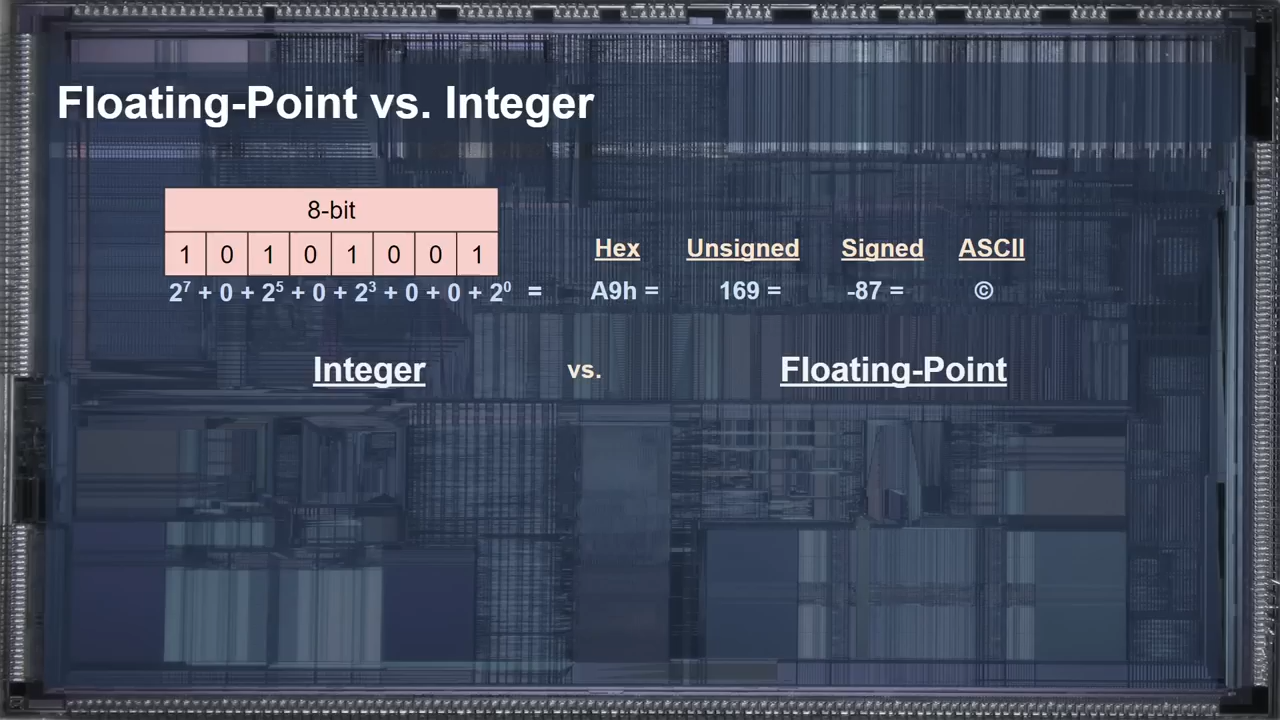 Floating-Point vs. Integer
8-bit
1 0 1 0 1 0 0 1
Hex Unsigned Signed ASCII
2⁷ + 0 + 2⁵ + 0 + 2³ + 0 + 0 + 2⁰ = A9h = 169 = -87 = ©
Integer vs. Floating-Point